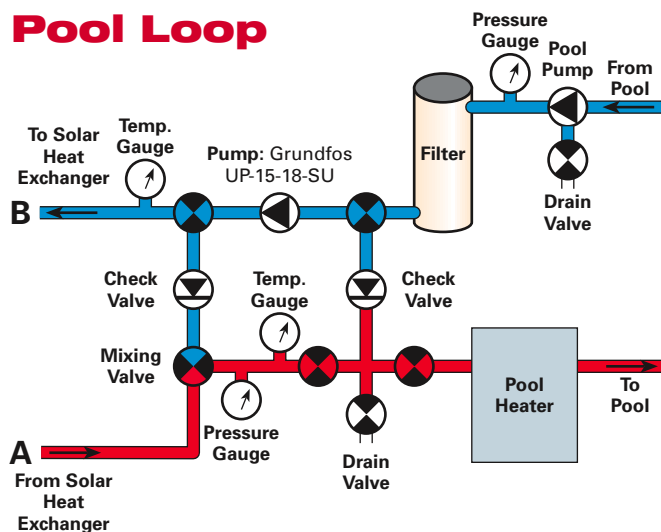 Pool Loop
Pressure
Gauge
Pool
Pump
From
Pool
To Solar
Heat
Exchanger
Temp.
Gauge
Pump: Grundfos
UP-15-18-SU
Filter
Drain
Valve
B
Check
Valve
Temp.
Gauge
Check
Valve
Mixing
Valve
Pool
Heater
To
Pool
Pressure
Gauge
Drain
Valve
A
From Solar
Heat
Exchanger